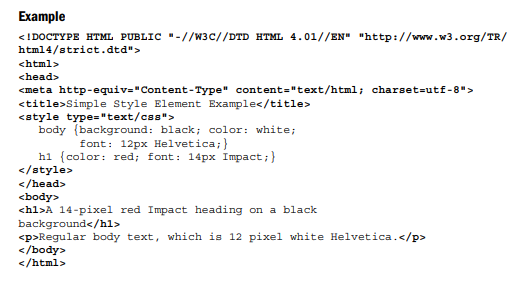 Example
<!DOCTYPE HTML PUBLIC "-//W3C//DTD HTML 4.01//EN" "http://www.w3.org/TR/
html4/strict.dtd">
<html>
<head>
<meta http-equiv="Content-Type" content="text/html; charset=utf-8">
<title>Simple Style Element Example</title>
<style type="text/css">
body {background: black; color: white;
font: 12px Helvetica;}
h1 {color: red; font: 14px Impact;}
</style>
</head>
<body>
<h1>A 14-pixel red Impact heading on a black
background</h1>
<p>Regular body text, which is 12 pixel white Helvetica.</p>
</body>
</html>